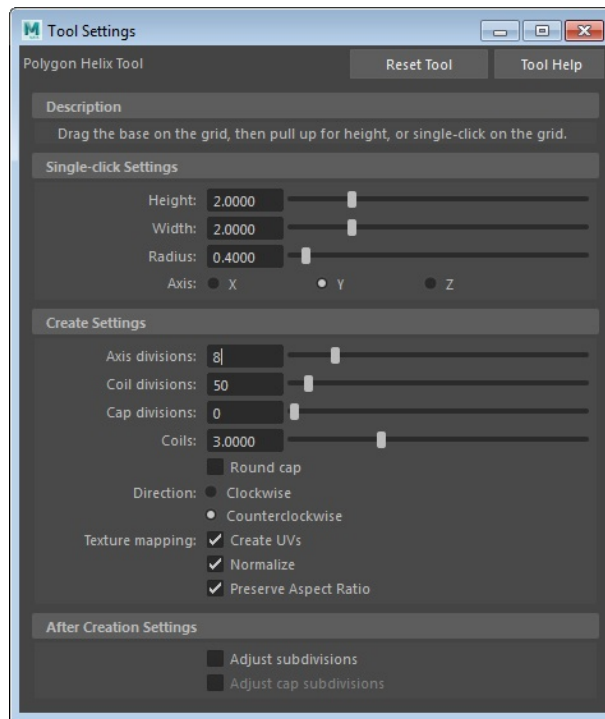 Tool Settings
Polygon Helix Tool Reset Tool Tool Help
Description
Drag the base on the grid, then pull up for height, or single-click on the grid.
Single-click Settings
Height: 2.0000
Width: 2.0000
Radius: 0.4000
Axis: X Y Z
Create Settings
Axis divisions: 8
Coil divisions: 50
Cap divisions: 0
Coils: 3.0000
Round cap
Direction: Clockwise
Counterclockwise
Texture mapping: Create UVs
Normalize
Preserve Aspect Ratio
After Creation Settings
Adjust subdivisions
Adjust cap subdivisions